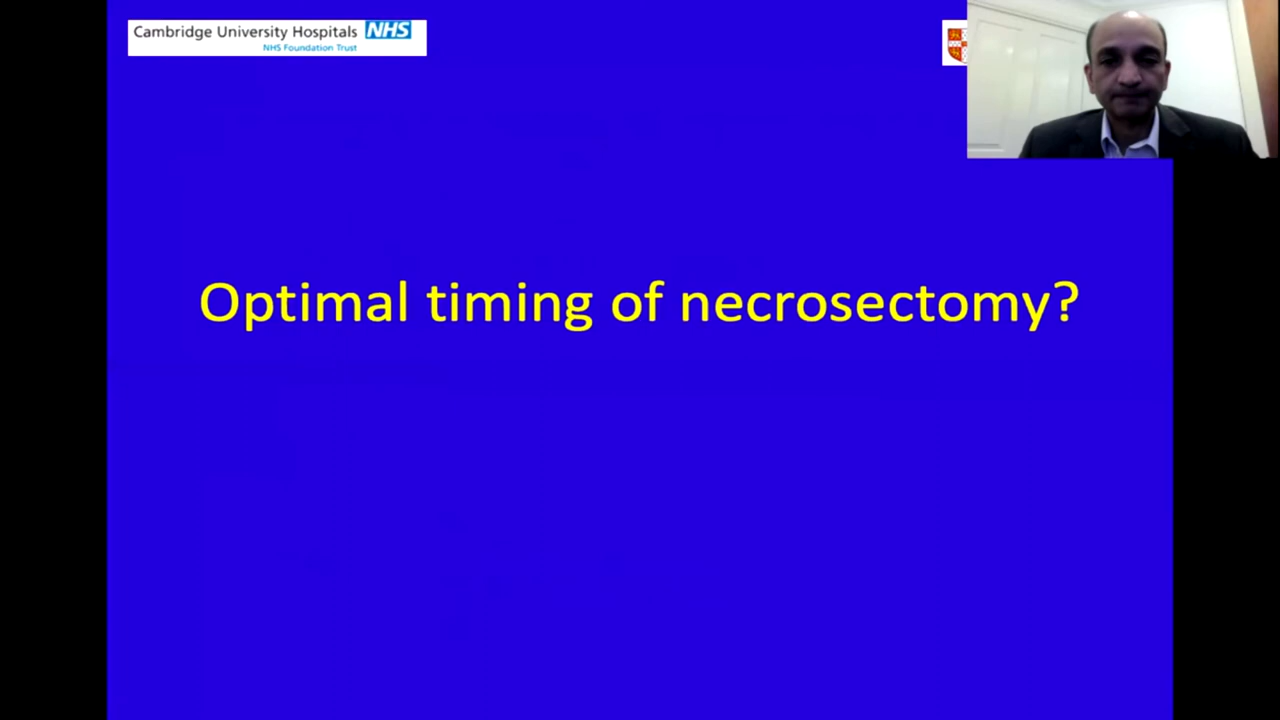 Cambridge University Hospitals NHS
NHS Foundation Trust
Optimal timing of necrosectomy?